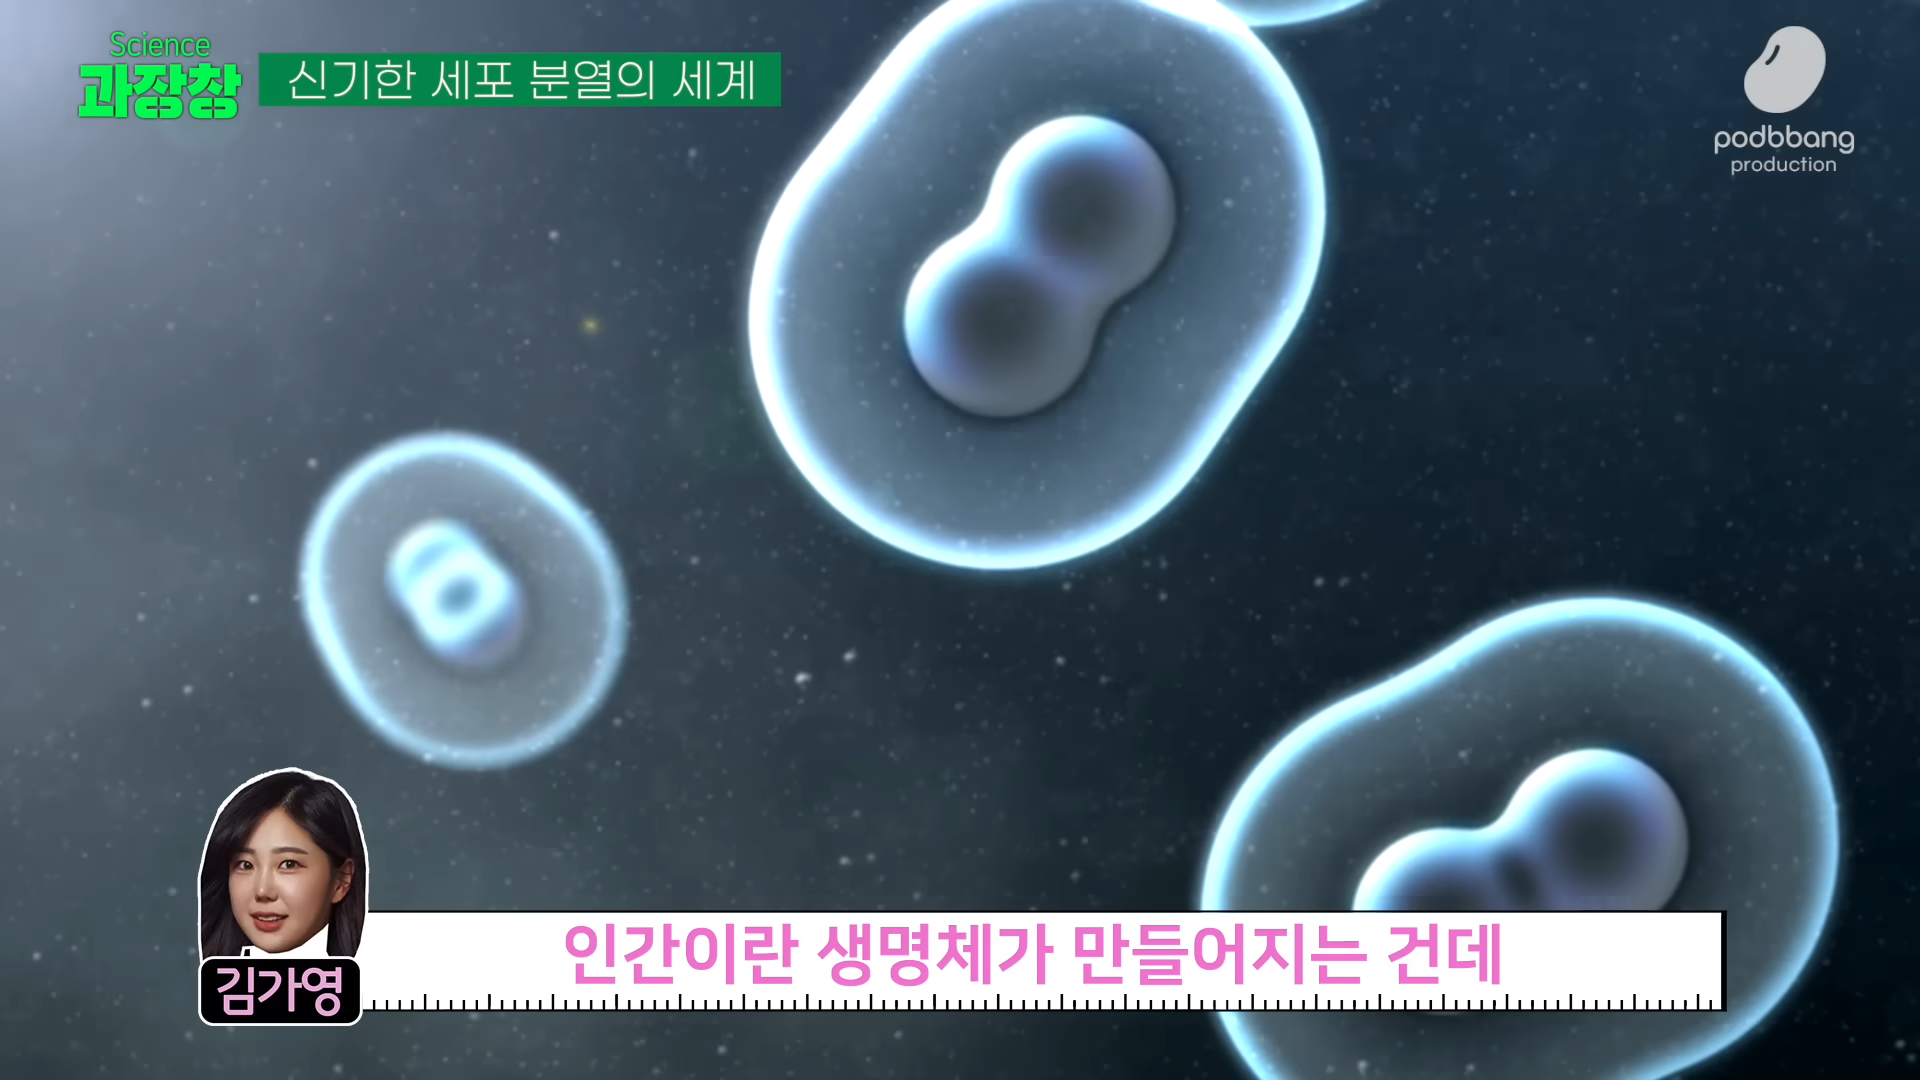 Science
과장창
신기한 세포 분열의 세계
podbbang
production
인간이란 생명체가 만들어지는 건데
김가영